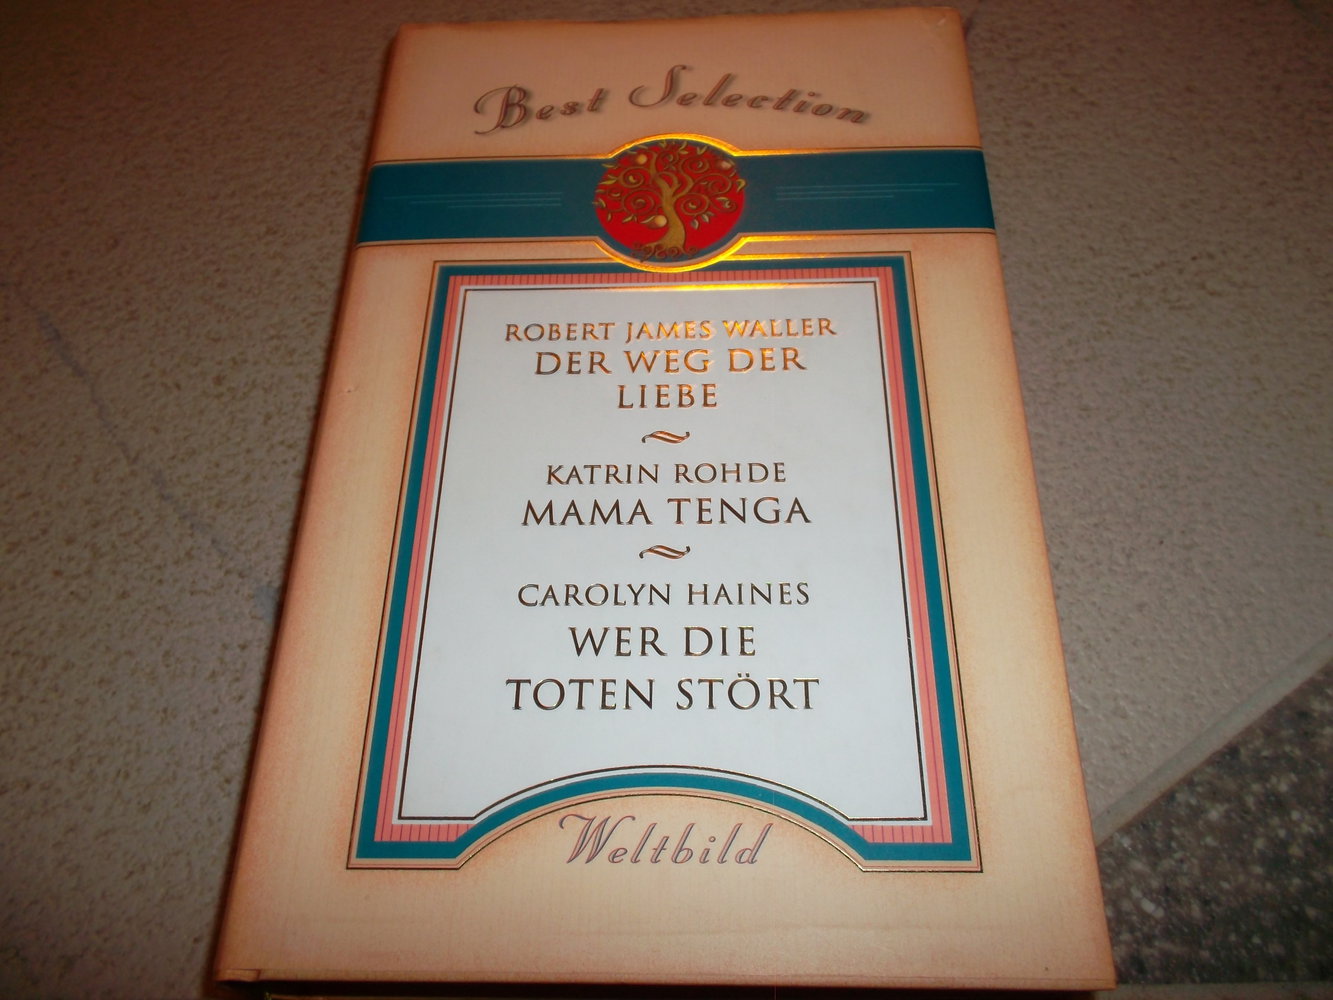 Best Selection
ROBERT JAMES WALLER
DER WEG DER
LIEBE
KATRIN ROHDE
MAMA TENGA
CAROLYN HAINES
WER DIE
TOTEN STÖRT
Weltbild